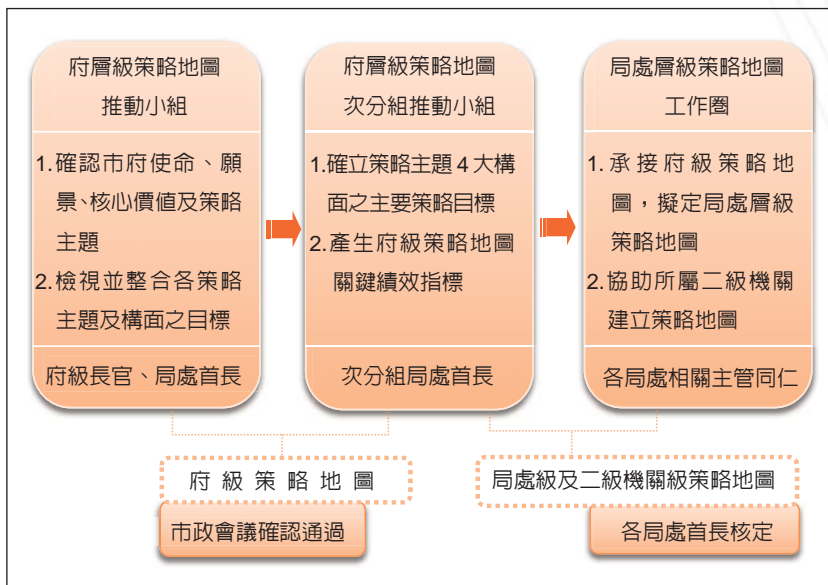 府層級策略地圖
推動小組
1.確認市府使命、願
景、核心價值及策略
主題
2.檢視並整合各策略
主題及構面之目標
府級長官、局處首長
府層級策略地圖
次分組推動小組
1.確立策略主題4大構
面之主要策略目標
2.產生府級策略地圖
關鍵績效指標
次分組局處首長
局處層級策略地圖
工作圈
1.承接府級策略地
圖，擬定局處層級
策略地圖
2.協助所屬二級機關
建立策略地圖
各局處相關主管同仁
府級策略地圖
市政會議確認通過
局處級及二級機關級策略地圖
各局處首長核定